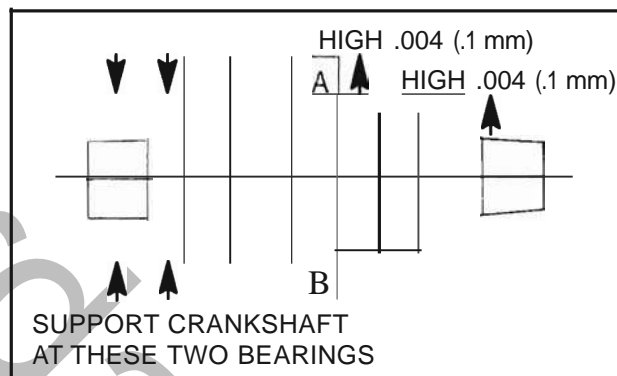 HIGH .004 (.1 mm)
A
HIGH .004 (.1 mm)
B
SUPPORT CRANKSHAFT
AT THESE TWO BEARINGS